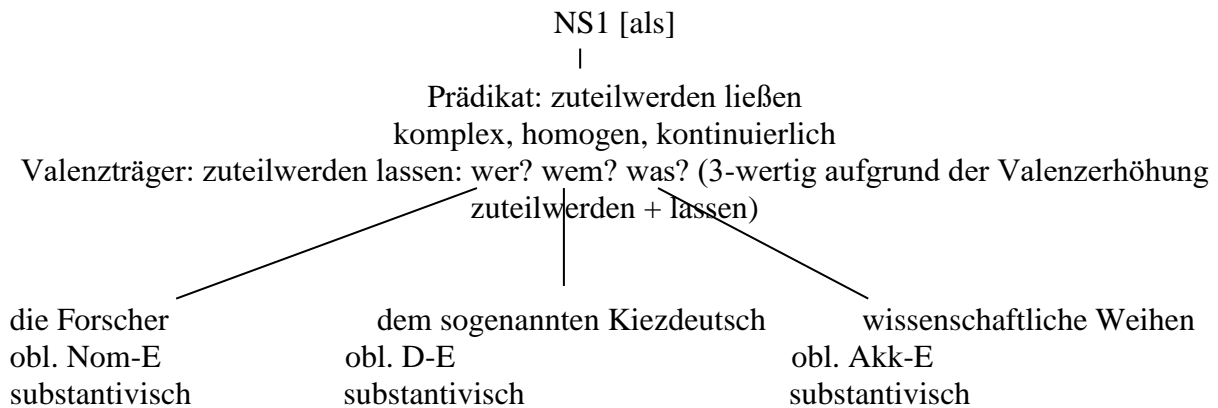 NS1 [als]
Prädikat: zuteilwerden ließen
komplex, homogen, kontinuierlich
Valenzträger: zuteilwerden lassen: wer? wem? was? (3-wertig aufgrund der Valenzerhöhung
zuteilwerden + lassen)
die Forscher dem sogenannten Kiezdeutsch wissenschaftliche Weihen
obl. Nom-E obl. D-E obl. Akk-E
substantivisch substantivisch substantivisch